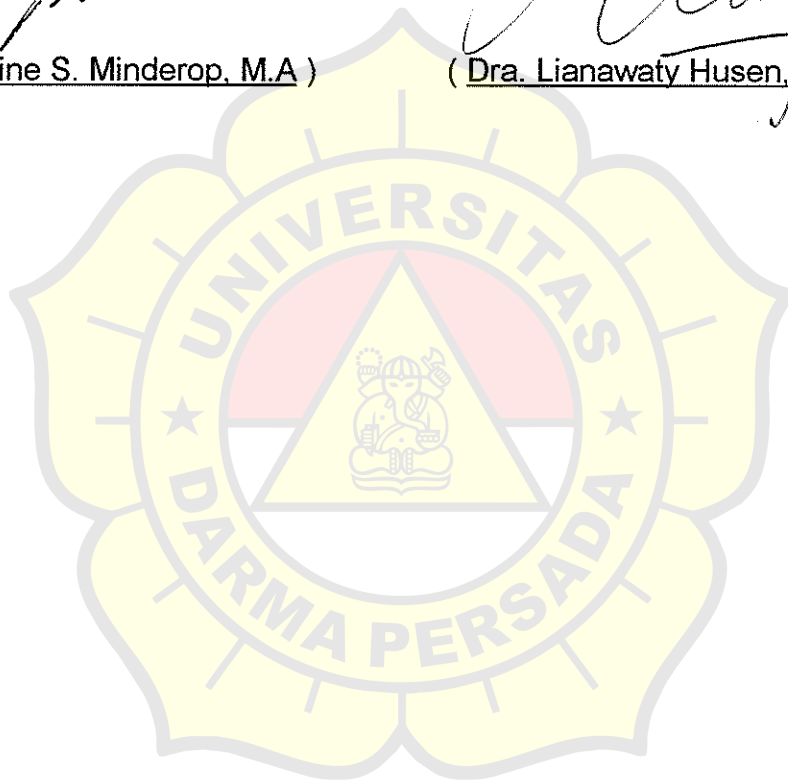 ine S. Minderop, M.A )
( Dra. Lianawaty Husen,
UNIVERSITAS
DARMA PERSADA